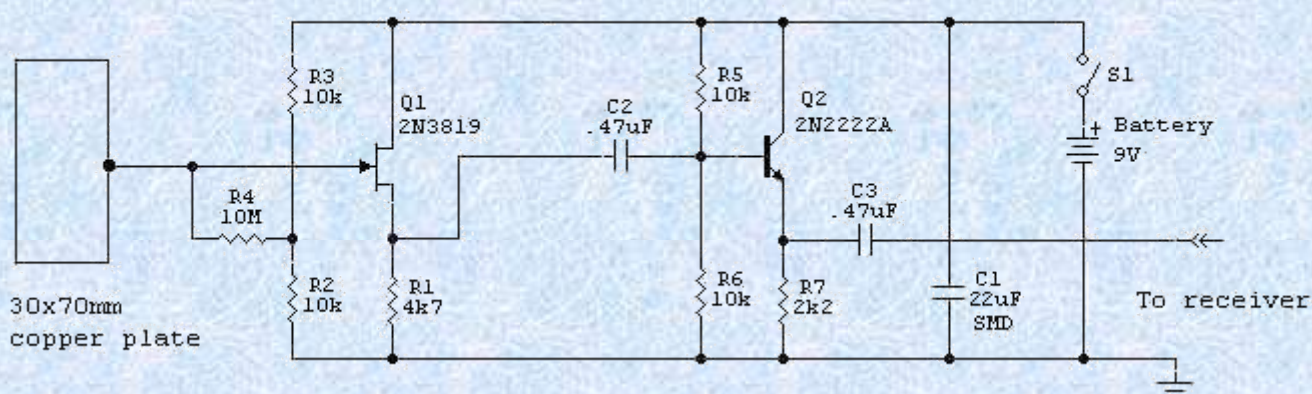 R3
10k
Q1
2N3819
C2
.47uF
R5
10k
Q2
2N2222A
S1
+ Battery
9V
R4
10M
C3
.47uF
30x70mm
copper plate
R2
10k
R1
4k7
R6
10k
R7
2k2
C1
22uF
SMD
To receiver